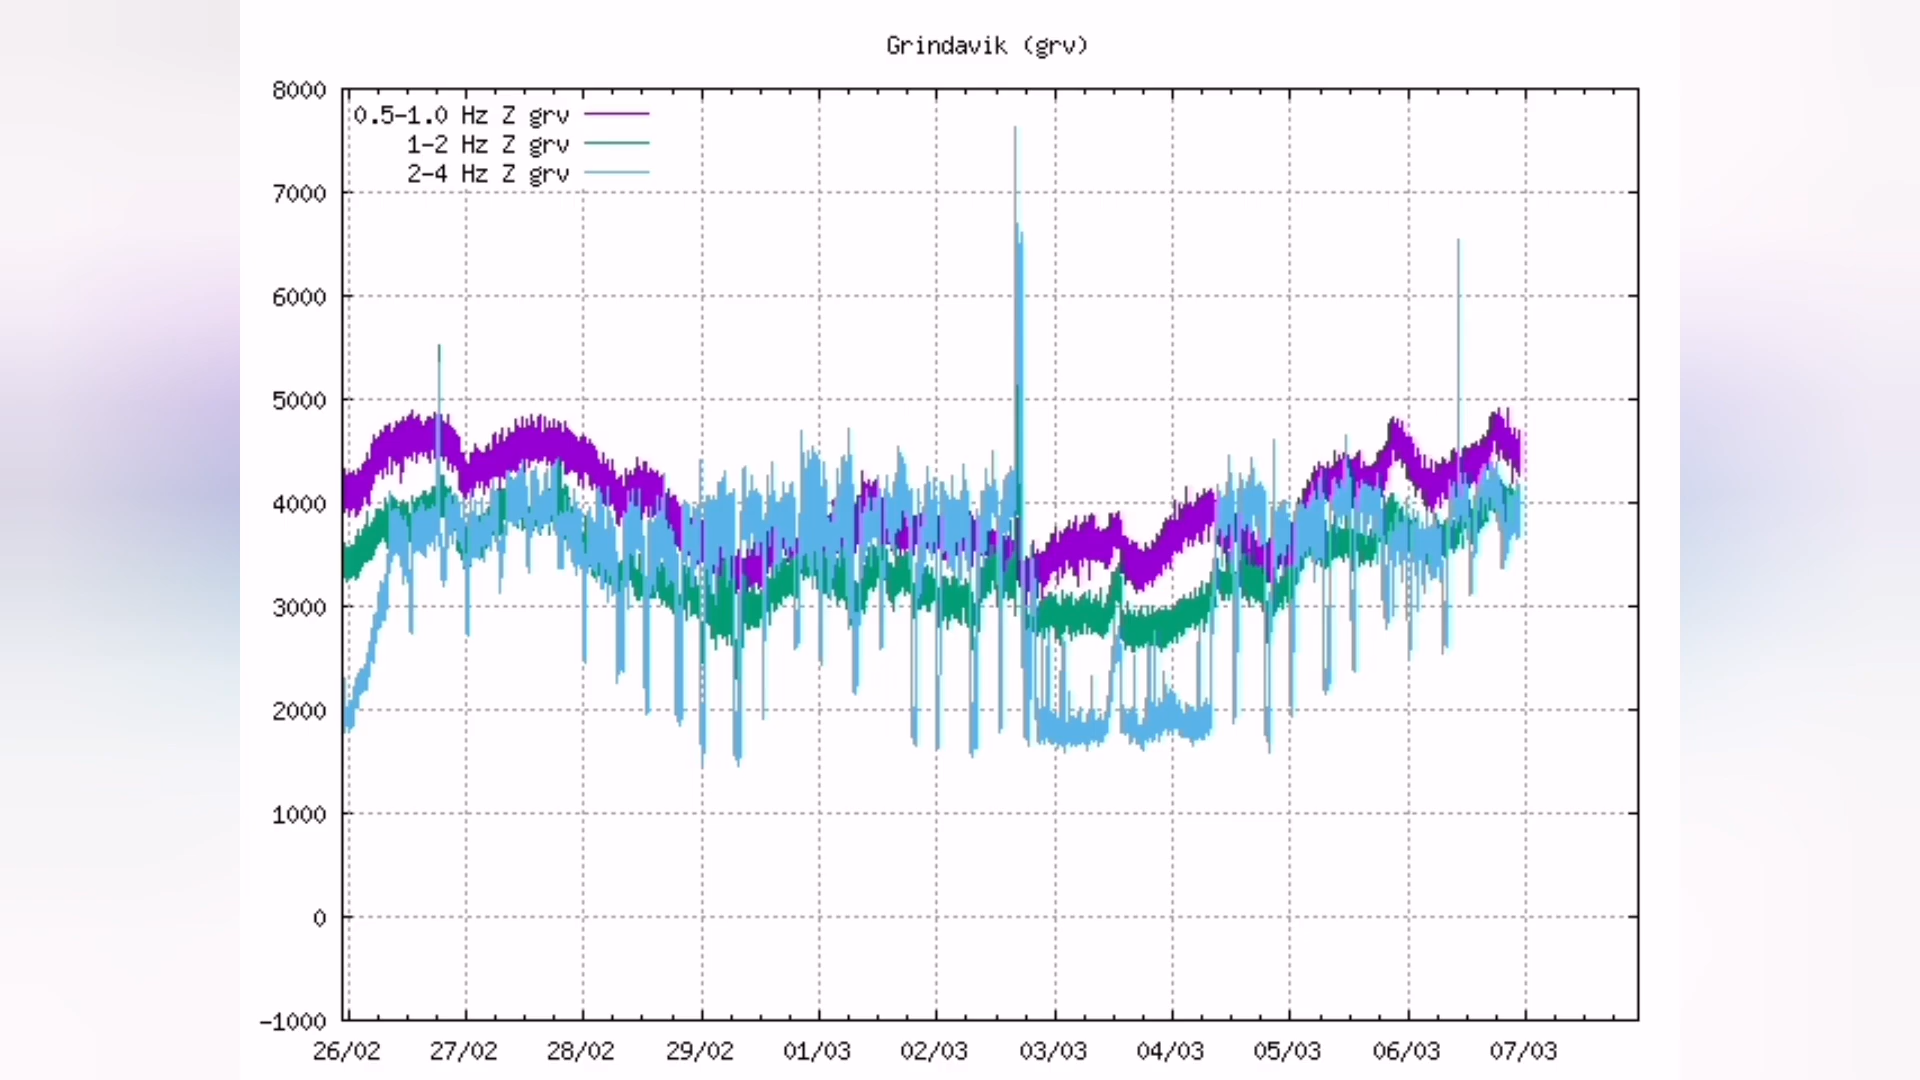 Grindavik (grv)
8000
0.5-1.0 Hz Z grv
1-2 Hz Z grv
2-4 Hz Z grv
7000
6000
5000
4000
3000
2000
1000
0
-1000
26/02 27/02 28/02 29/02 01/03 02/03 03/03 04/03 05/03 06/03 07/03